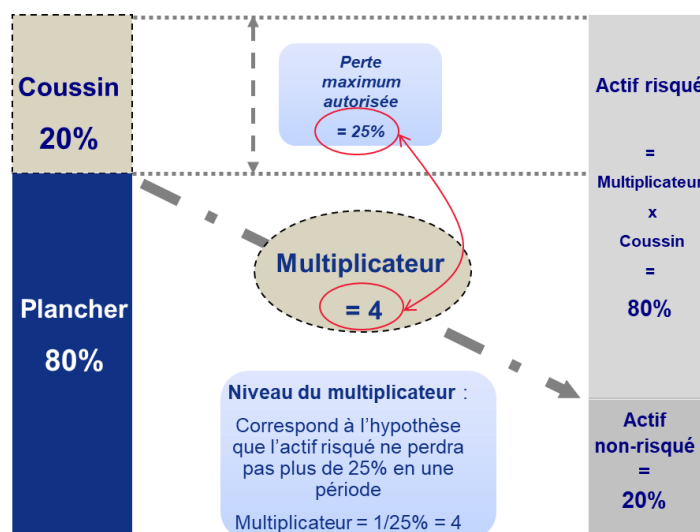 Coussin
20%
Plancher
80%
Perte
maximum
autorisée
= 25%
Multiplicateur
= 4
Niveau du multiplicateur :
Correspond à l’hypothèse
que l’actif risqué ne perdra
pas plus de 25% en une
période
Multiplicateur = 1/25% = 4
Actif risqué
=
Multiplicateur
x
Coussin
=
80%
Actif
non-risqué
=
20%